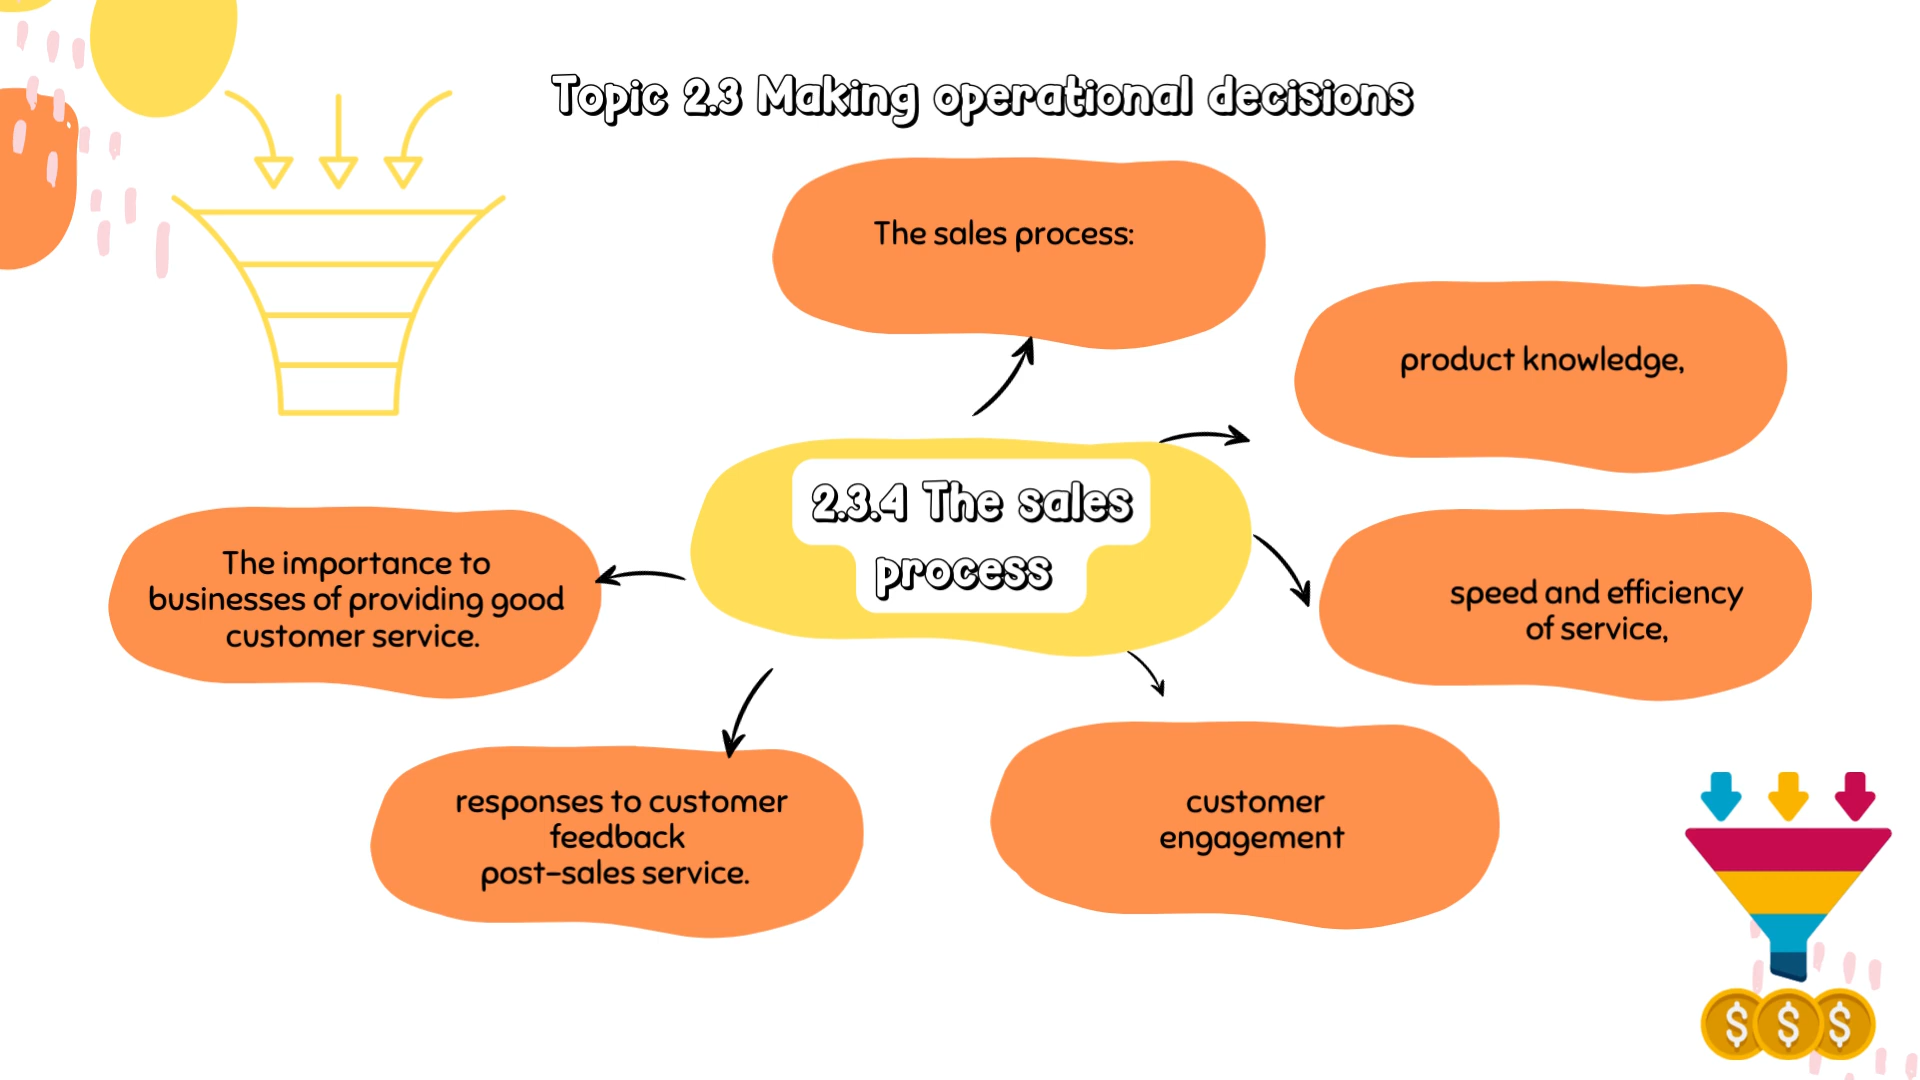 Topic 2.3 Making operational decisions
The sales process:
product knowledge,
2.3.4 The sales
process
speed and efficiency
of service,
The importance to
businesses of providing good
customer service.
responses to customer
feedback
post-sales service.
customer
engagement
$ $ $